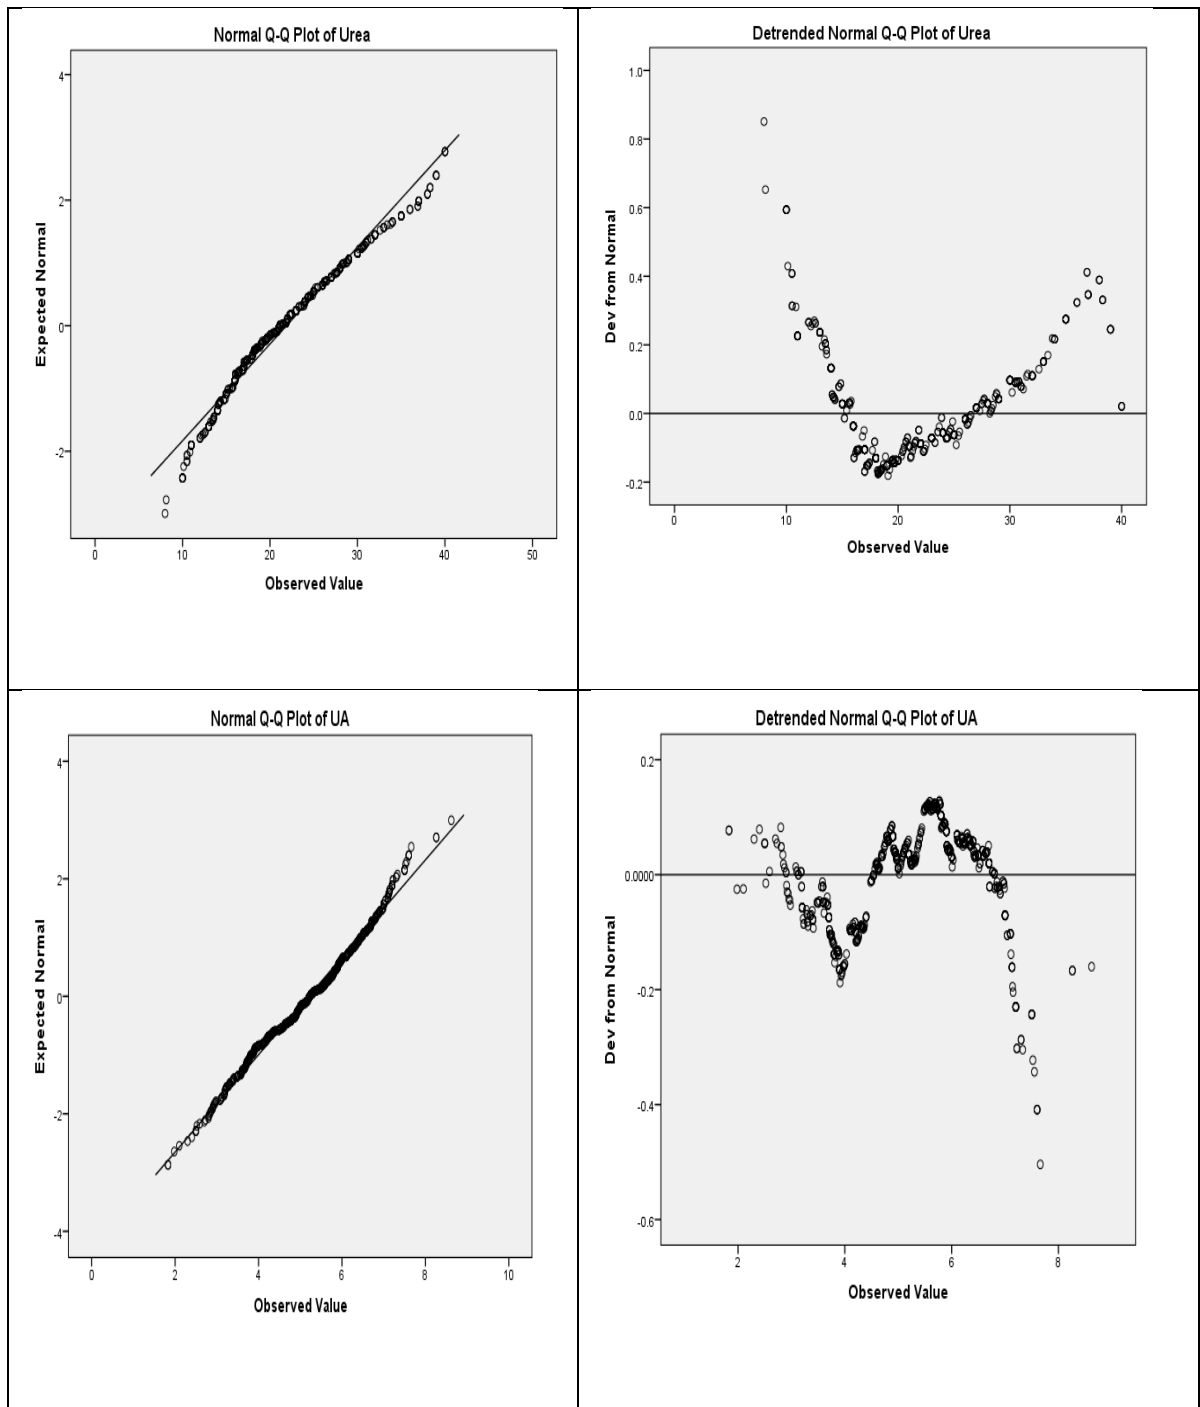 Normal Q-Q Plot of Urea
4
2
0
-2
Expected Normal
0 10 20 30 40 50
Observed Value
Detrended Normal Q-Q Plot of Urea
1.0
0.8
0.6
0.4
0.2
0.0
-0.2
Dev from Normal
0 10 20 30 40
Observed Value
Normal Q-Q Plot of UA
4
2
0
-2
-4
Expected Normal
0 2 4 6 8 10
Observed Value
Detrended Normal Q-Q Plot of UA
0.2
0.0000
-0.2
-0.4
-0.6
Dev from Normal
2 4 6 8
Observed Value